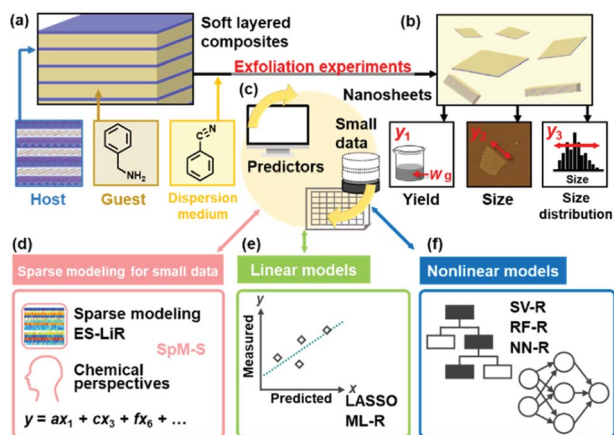 (a)
Soft layered
composites
Exfoliation experiments
(b)
Nanosheets
(c)
Predictors
Small
data
NH2
C
N
Host
Guest
Dispersion
medium
y1
W g
Yield
y2
Size
y3
Size
Size
distribution
(d)
Sparse modeling for small data
Sparse modeling
ES-LiR
SpM-S
Chemical
perspectives
y = ax1 + cx3 + fx6 + ...
(e)
Linear models
y
Measured
x
Predicted
LASSO
ML-R
(f)
Nonlinear models
SV-R
RF-R
NN-R